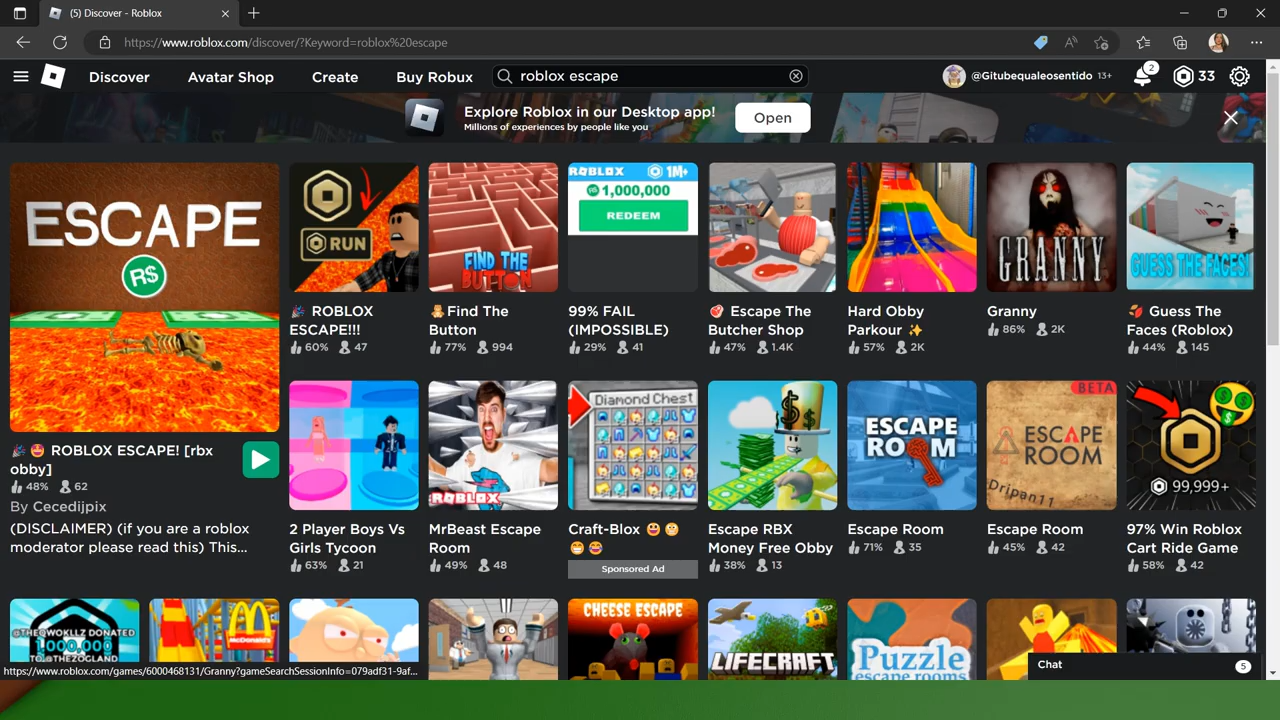 (5) Discover - Roblox
https://www.roblox.com/discover/?Keyword=roblox%20escape
Discover
Avatar Shop
Create
Buy Robux
roblox escape
@Gitubequaleosentido 13+
2
33
Explore Roblox in our Desktop app!
Millions of experiences by people like you
Open
ESCAPE
R$
RUN
FIND THE
BUTTON
ROBLOX 1M+
1,000,000
REDEEM
GRANNY
GUESS THE FACES!
ROBLOX
ESCAPE!!!
60% 47
Find The
Button
77% 994
99% FAIL
(IMPOSSIBLE)
29% 41
Escape The
Butcher Shop
47% 1.4K
Hard Obby
Parkour
57% 2K
Granny
86% 2K
Guess The
Faces (Roblox)
44% 145
ROBLOX ESCAPE! [rbx
obby]
48% 62
By Cecedijpix
(DISCLAIMER) (if you are a roblox
moderator please read this) This...
ROBLOX
Diamond Chest
$
ESCAPE
ROOM
BETA
ESCAPE
ROOM
Dripan11
99,999+
2 Player Boys Vs
Girls Tycoon
63% 21
MrBeast Escape
Room
49% 48
Craft-Blox
Sponsored Ad
Escape RBX
Money Free Obby
38% 13
Escape Room
71% 35
Escape Room
45% 42
97% Win Roblox
Cart Ride Game
58% 42
@THEQWOKLLZ DONATED
1,000,000
TO @THEZOGLAND
McDonald's
CHEESE ESCAPE
LIFECRAFT
Puzzle
escape rooms
https://www.roblox.com/games/6000468131/Granny?gameSearchSessionInfo=079adf31-9af...
Chat
5